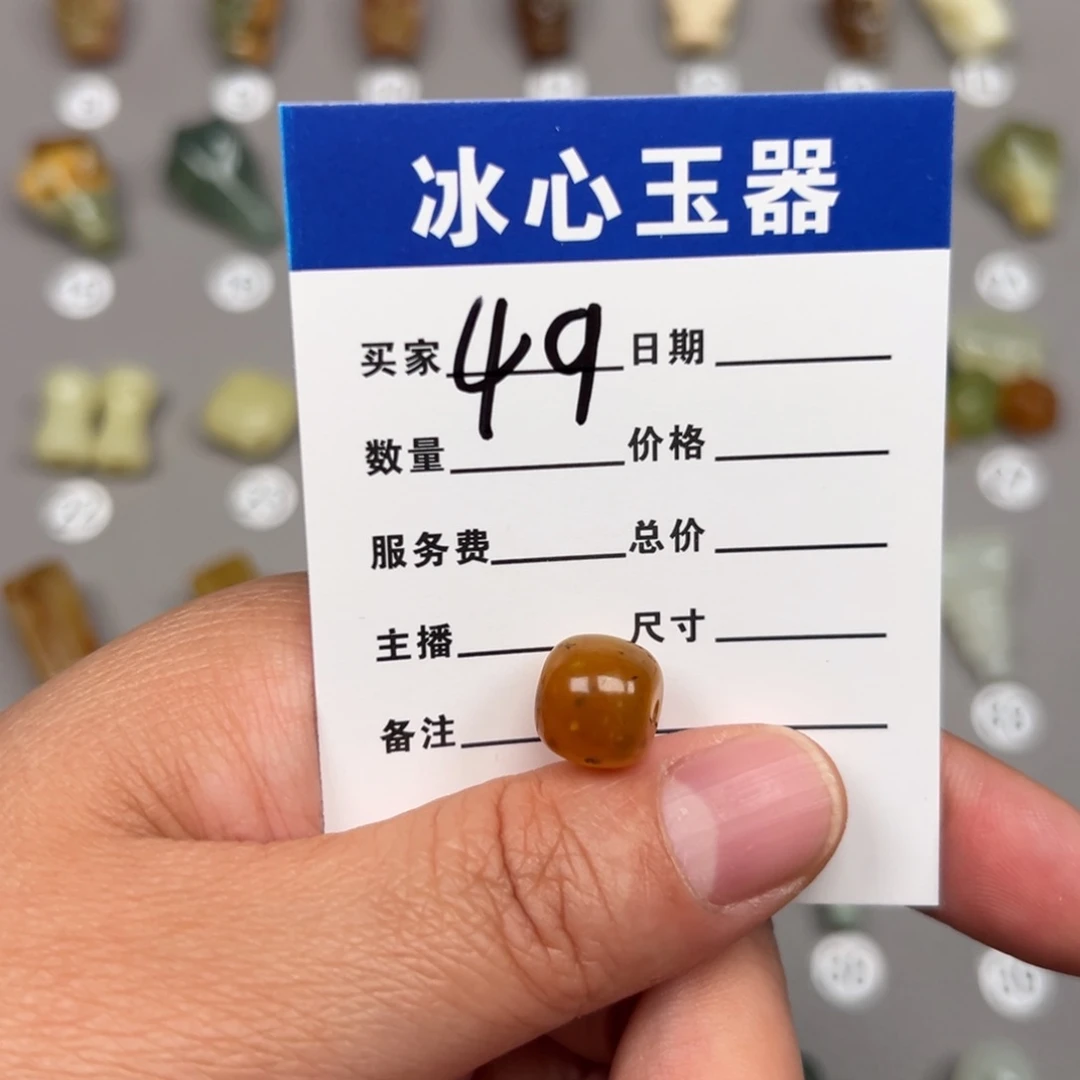 冰心玉器
买家 49 日期
数量 价格
服务费 总价
主播 尺寸
备注